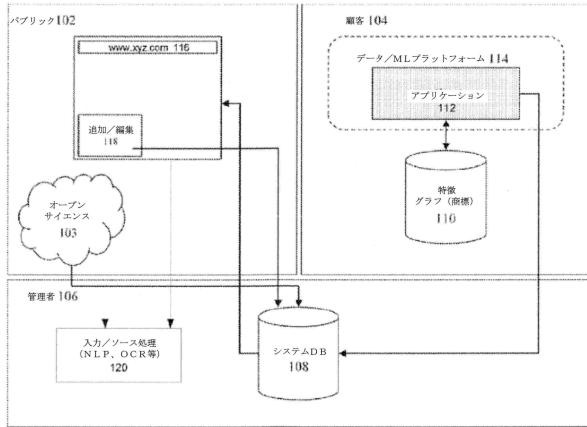 パブリック102
www.xyz.com 116
追加/編集
118
オープン
サイエンス
103
顧客 104
データ/MLプラットフォーム 114
アプリケーション
112
特徴
グラフ(商標)
110
管理者 106
入力/ソース処理
(NLP、OCR等)
120
システムDB
108